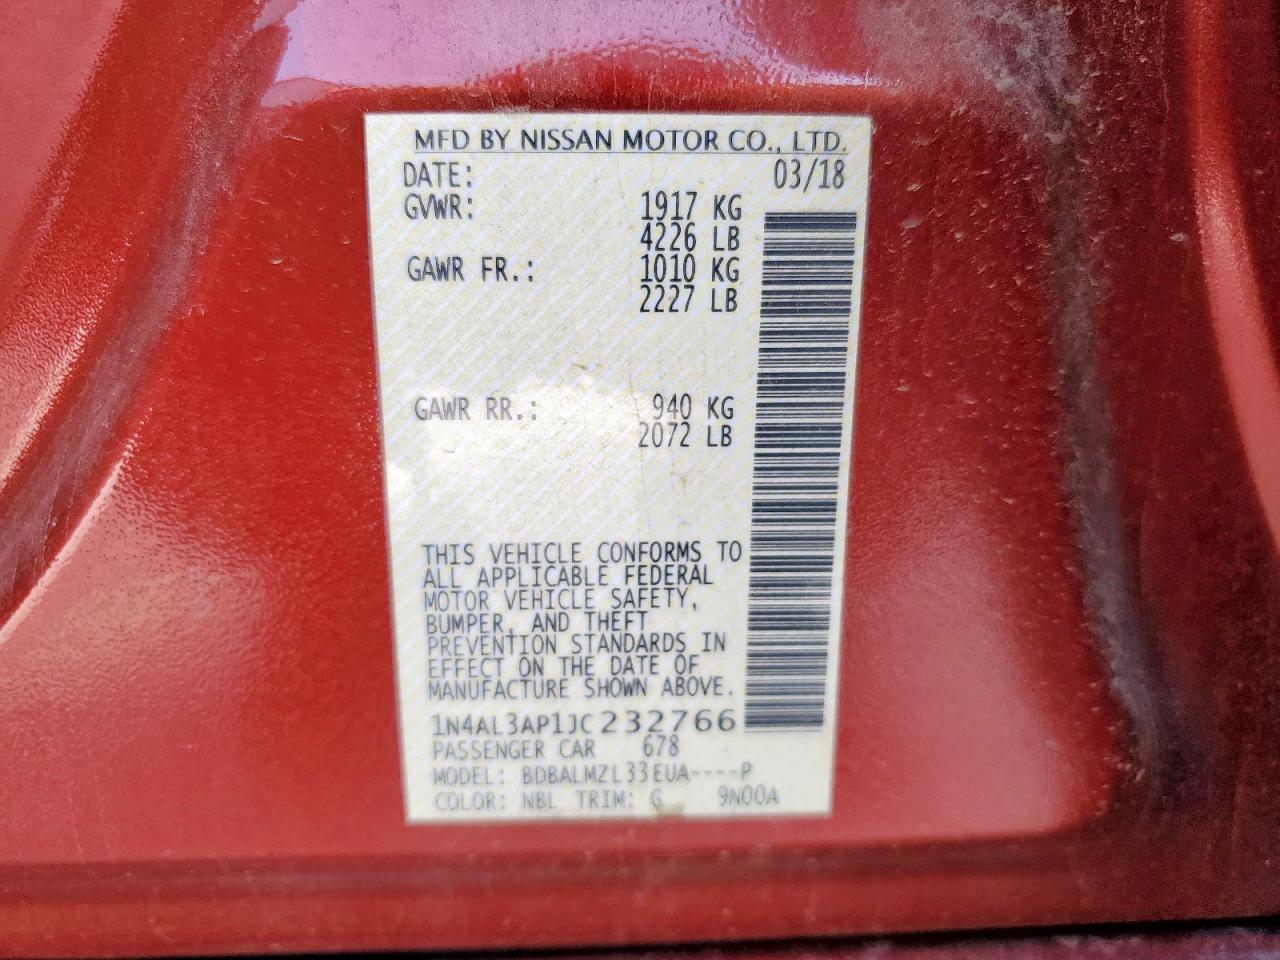 MFD BY NISSAN MOTOR CO., LTD.
DATE: 03/18
GVWR: 1917 KG
4226 LB
GAWR FR.: 1010 KG
2227 LB
GAWR RR.: 940 KG
2072 LB
THIS VEHICLE CONFORMS TO
ALL APPLICABLE FEDERAL
MOTOR VEHICLE SAFETY,
BUMPER, AND THEFT
PREVENTION STANDARDS IN
EFFECT ON THE DATE OF
MANUFACTURE SHOWN ABOVE.
1N4AL3AP1JC232766
PASSENGER CAR 678
MODEL: BDBALMZL33EUA----P
COLOR: NBL TRIM: G 9N00A